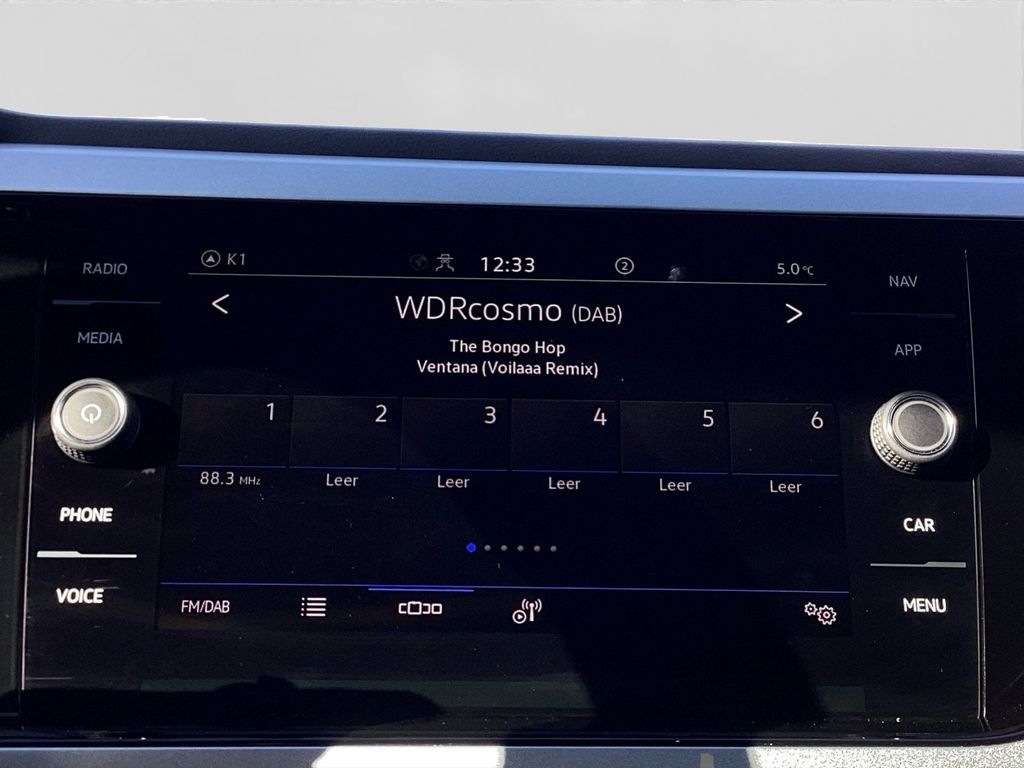 RADIO
MEDIA
PHONE
VOICE
K1
12:33
2
5.0°C
< WDRcosmo (DAB) >
The Bongo Hop
Ventana (Voilaaa Remix)
1 2 3 4 5 6
88.3 MHz Leer Leer Leer Leer Leer
FM/DAB
NAV
APP
CAR
MENU